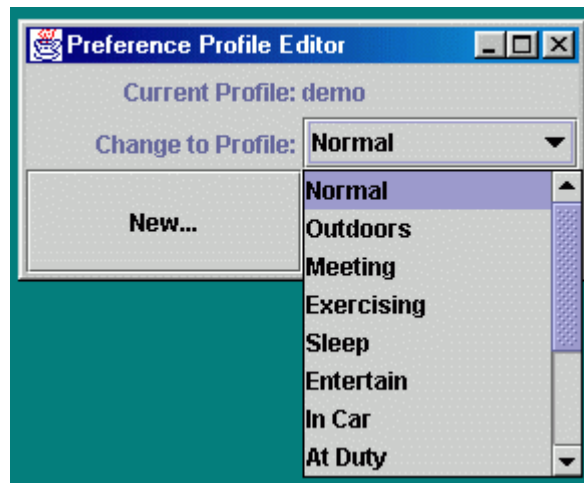 Preference Profile Editor
Current Profile: demo
Change to Profile: Normal
New...
Normal
Outdoors
Meeting
Exercising
Sleep
Entertain
In Car
At Duty